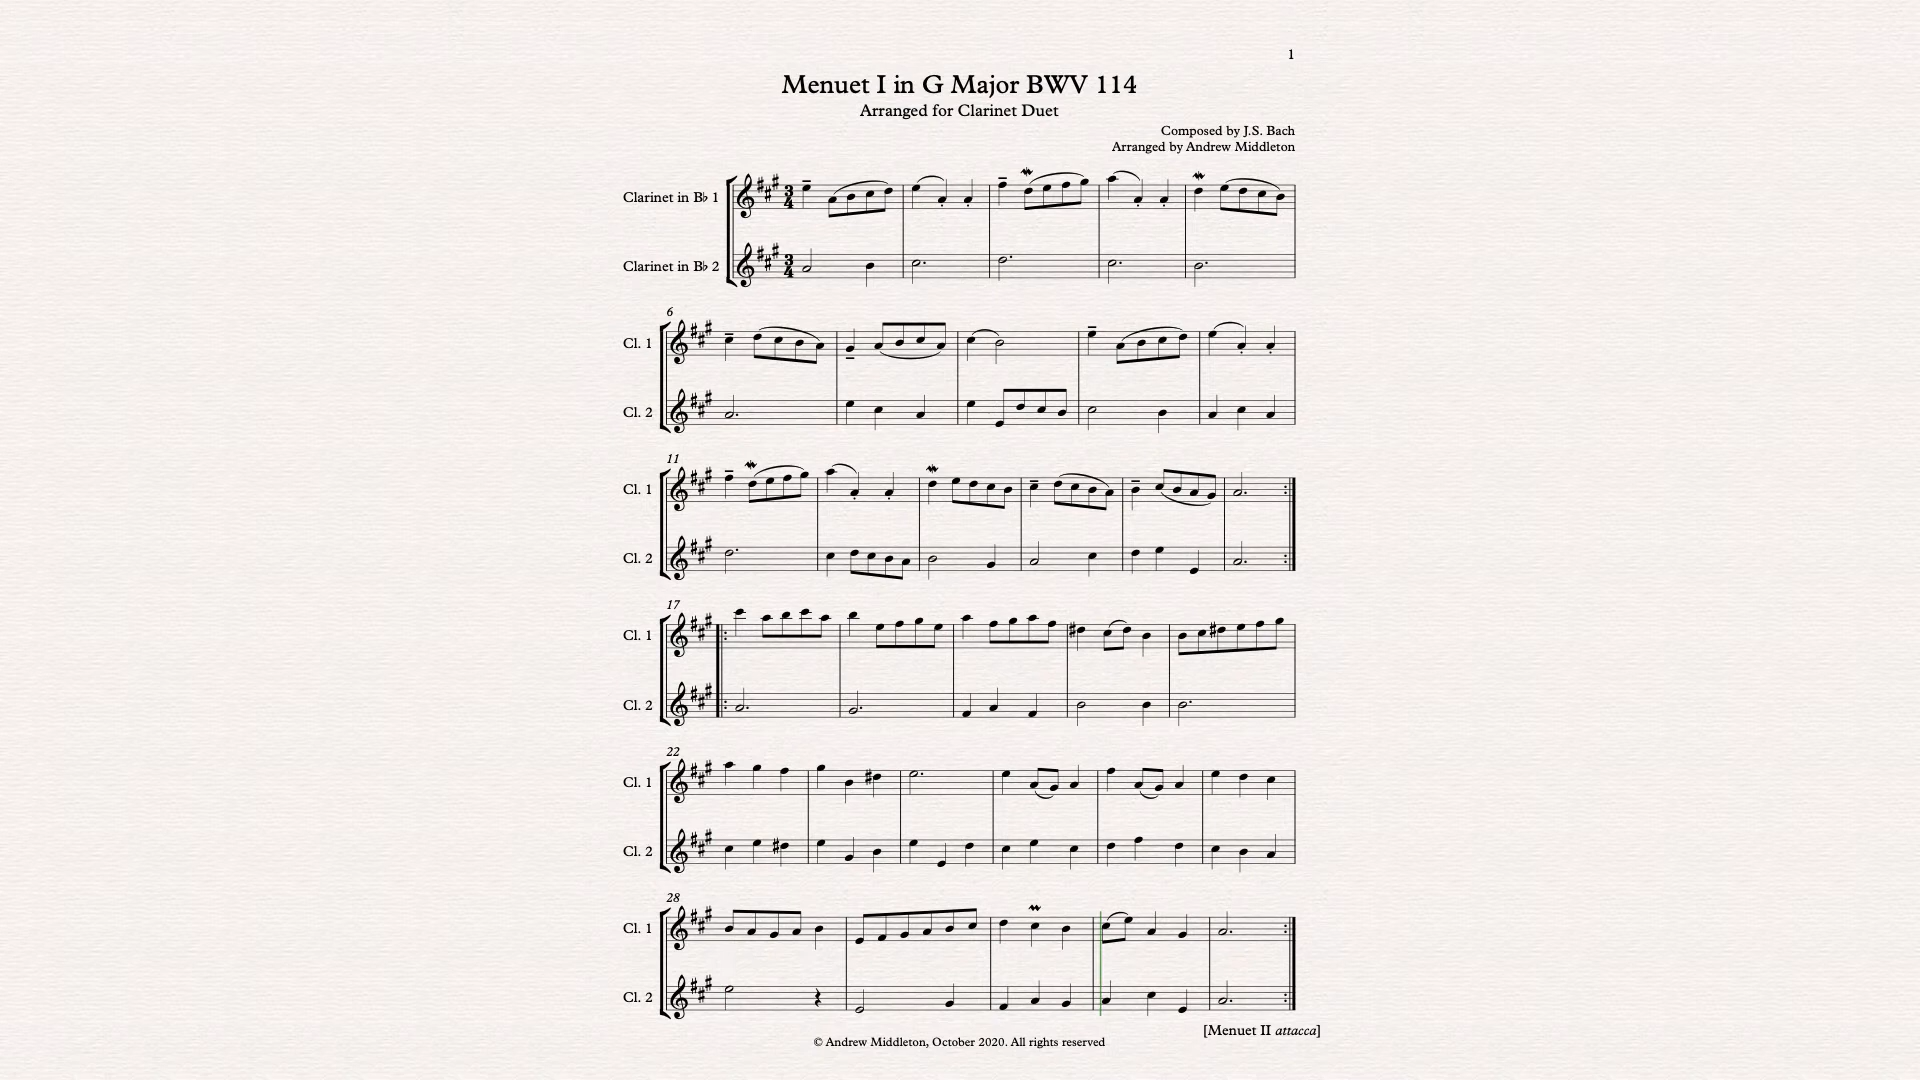 1
Menuet I in G Major BWV 114
Arranged for Clarinet Duet
Composed by J.S. Bach
Arranged by Andrew Middleton
Clarinet in B♭ 1
Clarinet in B♭ 2
6
Cl. 1
Cl. 2
11
Cl. 1
Cl. 2
17
Cl. 1
Cl. 2
22
Cl. 1
Cl. 2
28
Cl. 1
Cl. 2
[Menuet II attacca]
© Andrew Middleton, October 2020. All rights reserved